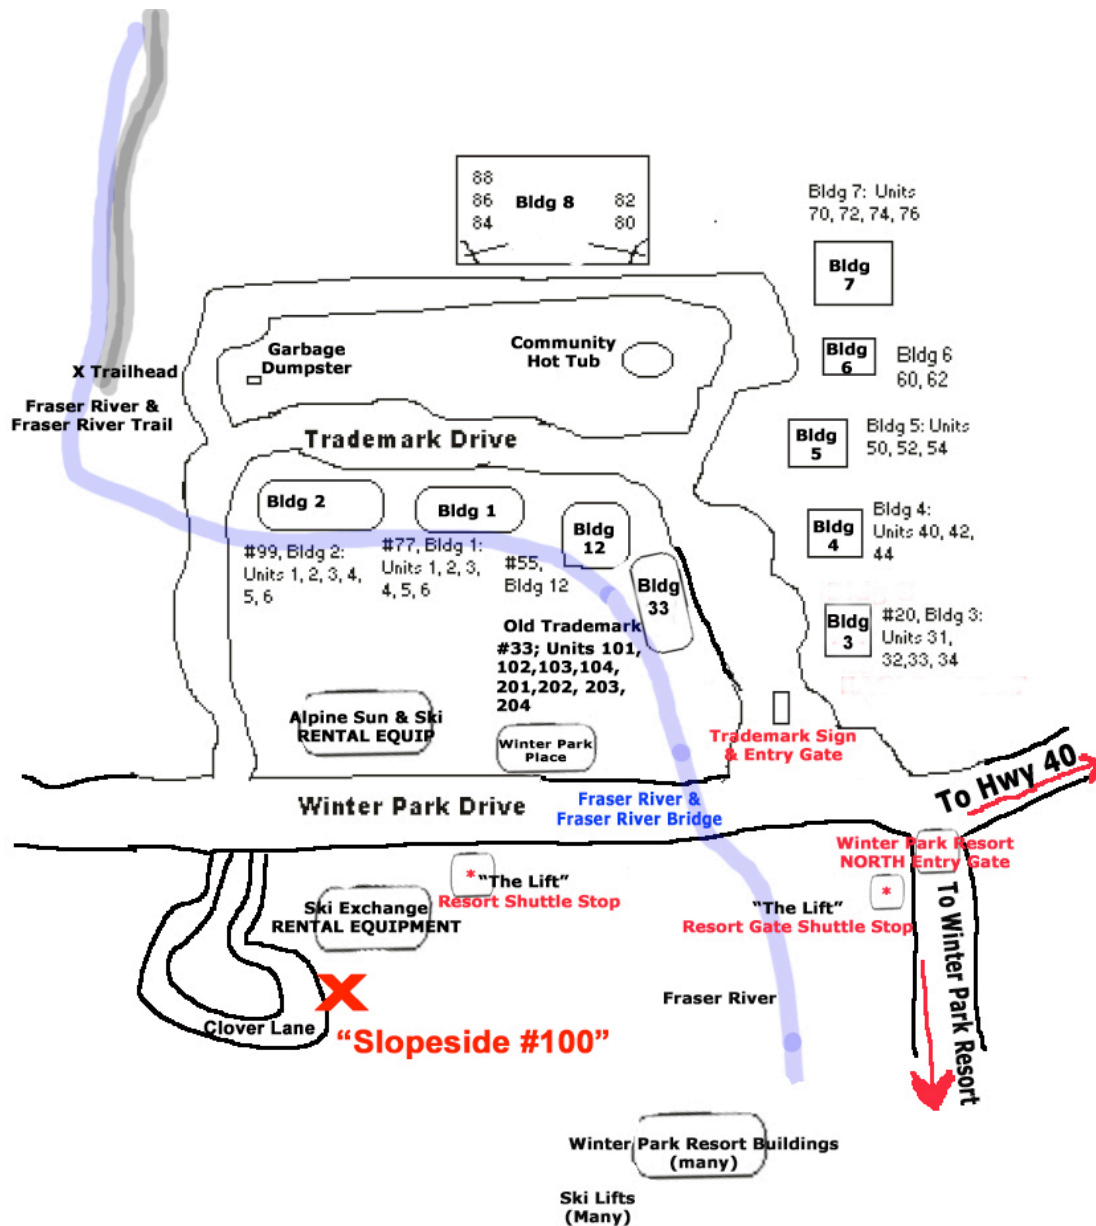 88
86
84
Bldg 8
82
80
Bldg 7: Units
70, 72, 74, 76
Bldg
7
Garbage
Dumpster
Community
Hot Tub
Bldg
6
Bldg 6
60, 62
X Trailhead
Fraser River &
Fraser River Trail
Trademark Drive
Bldg
5
Bldg 5: Units
50, 52, 54
Bldg 2
Bldg 1
Bldg
12
Bldg
4
Bldg 4:
Units 40, 42,
44
#99, Bldg 2:
Units 1, 2, 3, 4,
5, 6
#77, Bldg 1:
Units 1, 2, 3,
4, 5, 6
#55,
Bldg 12
Bldg
33
Old Trademark
#33; Units 101,
102,103,104,
201,202, 203,
204
Bldg
3
#20, Bldg 3:
Units 31,
32,33, 34
Alpine Sun & Ski
RENTAL EQUIP
Winter Park
Place
Trademark Sign
& Entry Gate
Winter Park Drive
Fraser River &
Fraser River Bridge
To Hwy 40
Winter Park Resort
NORTH Entry Gate
* "The Lift"
Resort Shuttle Stop
*
"The Lift"
Resort Gate Shuttle Stop
To Winter Park Resort
Ski Exchange
RENTAL EQUIPMENT
X
Clover Lane
“Slopeside #100”
Fraser River
Winter Park Resort Buildings
(many)
Ski Lifts
(Many)